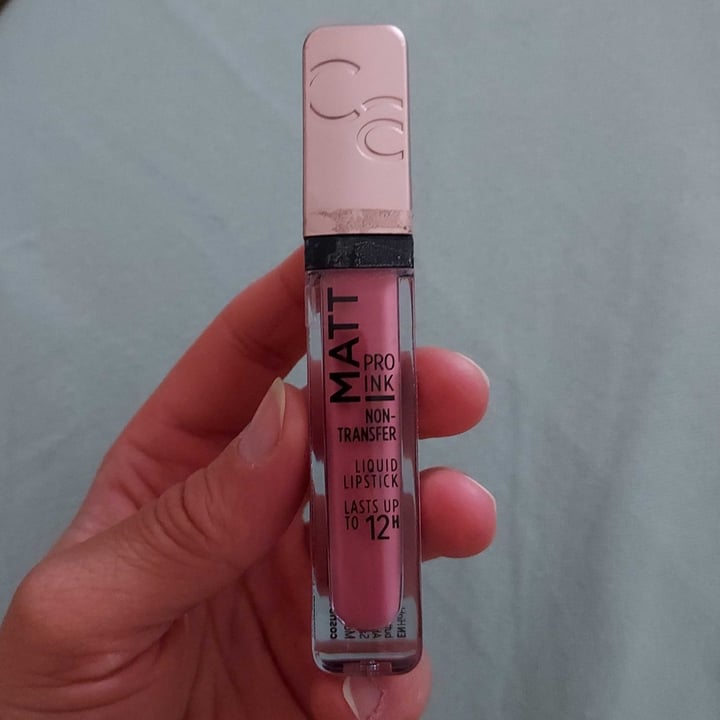 MATT
PRO
INK
NON-
TRANSFER
LIQUID
LIPSTICK
LASTS UP
TO 12H